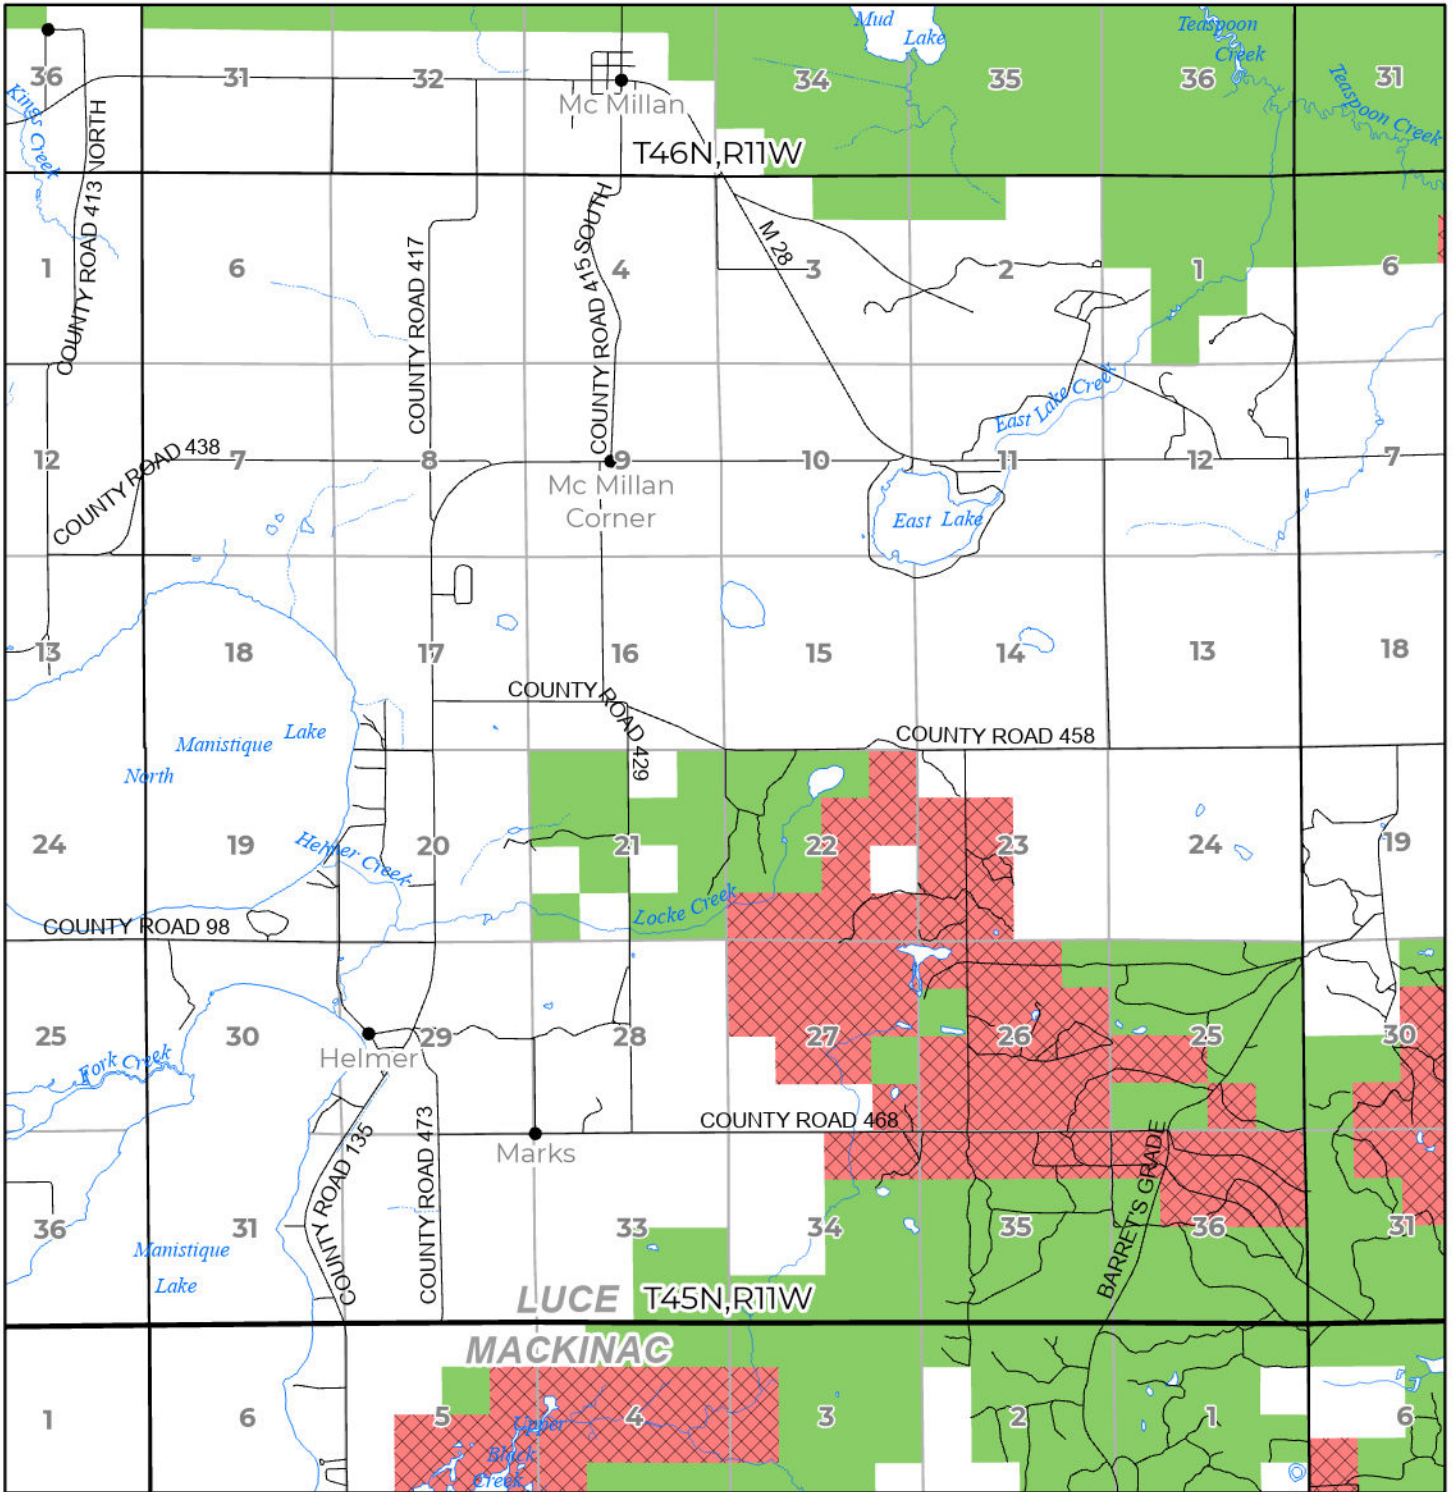 Mud
Lake
Teaspoon
Creek
36
31
32
34
35
36
31
Teaspoon Creek
Kings Creek
Mc Millan
COUNTY ROAD 413 NORTH
T46N,R11W
COUNTY ROAD 417
COUNTY ROAD 415 SOUTH
M 28
1
6
4
3
2
1
6
East Lake Creek
COUNTY ROAD 438
12
7
8
9
10
11
12
7
Mc Millan
Corner
East Lake
13
18
17
16
15
14
13
18
COUNTY ROAD 429
COUNTY ROAD 458
North Manistique Lake
24
19
20
21
22
23
24
19
Helmer Creek
Locke Creek
COUNTY ROAD 98
25
30
29
28
27
26
25
30
Helmer
Fork Creek
COUNTY ROAD 135
COUNTY ROAD 473
COUNTY ROAD 468
Marks
BARRET'S GRADE
36
31
33
34
35
36
31
Manistique
Lake
LUCE
T45N,R11W
MACKINAC
1
6
5
4
3
2
1
6
Upper
Black
Creek